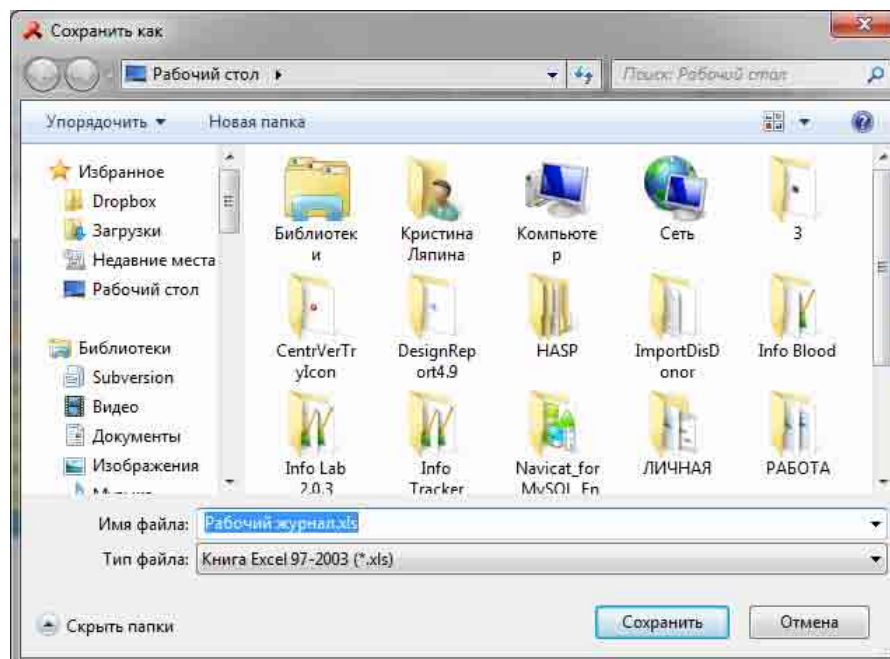 Сохранить как
Рабочий стол
Поиск: Рабочий стол
Упорядочить
Новая папка
Избранное
Dropbox
Загрузки
Недавние места
Рабочий стол
Библиотеки
Subversion
Видео
Документы
Изображения
Библиотек
и
Кристина
Ляпина
Компьюте
р
Сеть
3
CentrVerTr
yIcon
DesignRep
ort4.9
HASP
ImportDisD
onor
Info Blood
Info Lab
2.0.3
Info
Tracker
Navicat_for
MySQL_En
ЛИЧНАЯ
РАБОТА
Имя файла:
Рабочий журнал.xls
Тип файла:
Книга Excel 97-2003 (*.xls)
Скрыть папки
Сохранить
Отмена